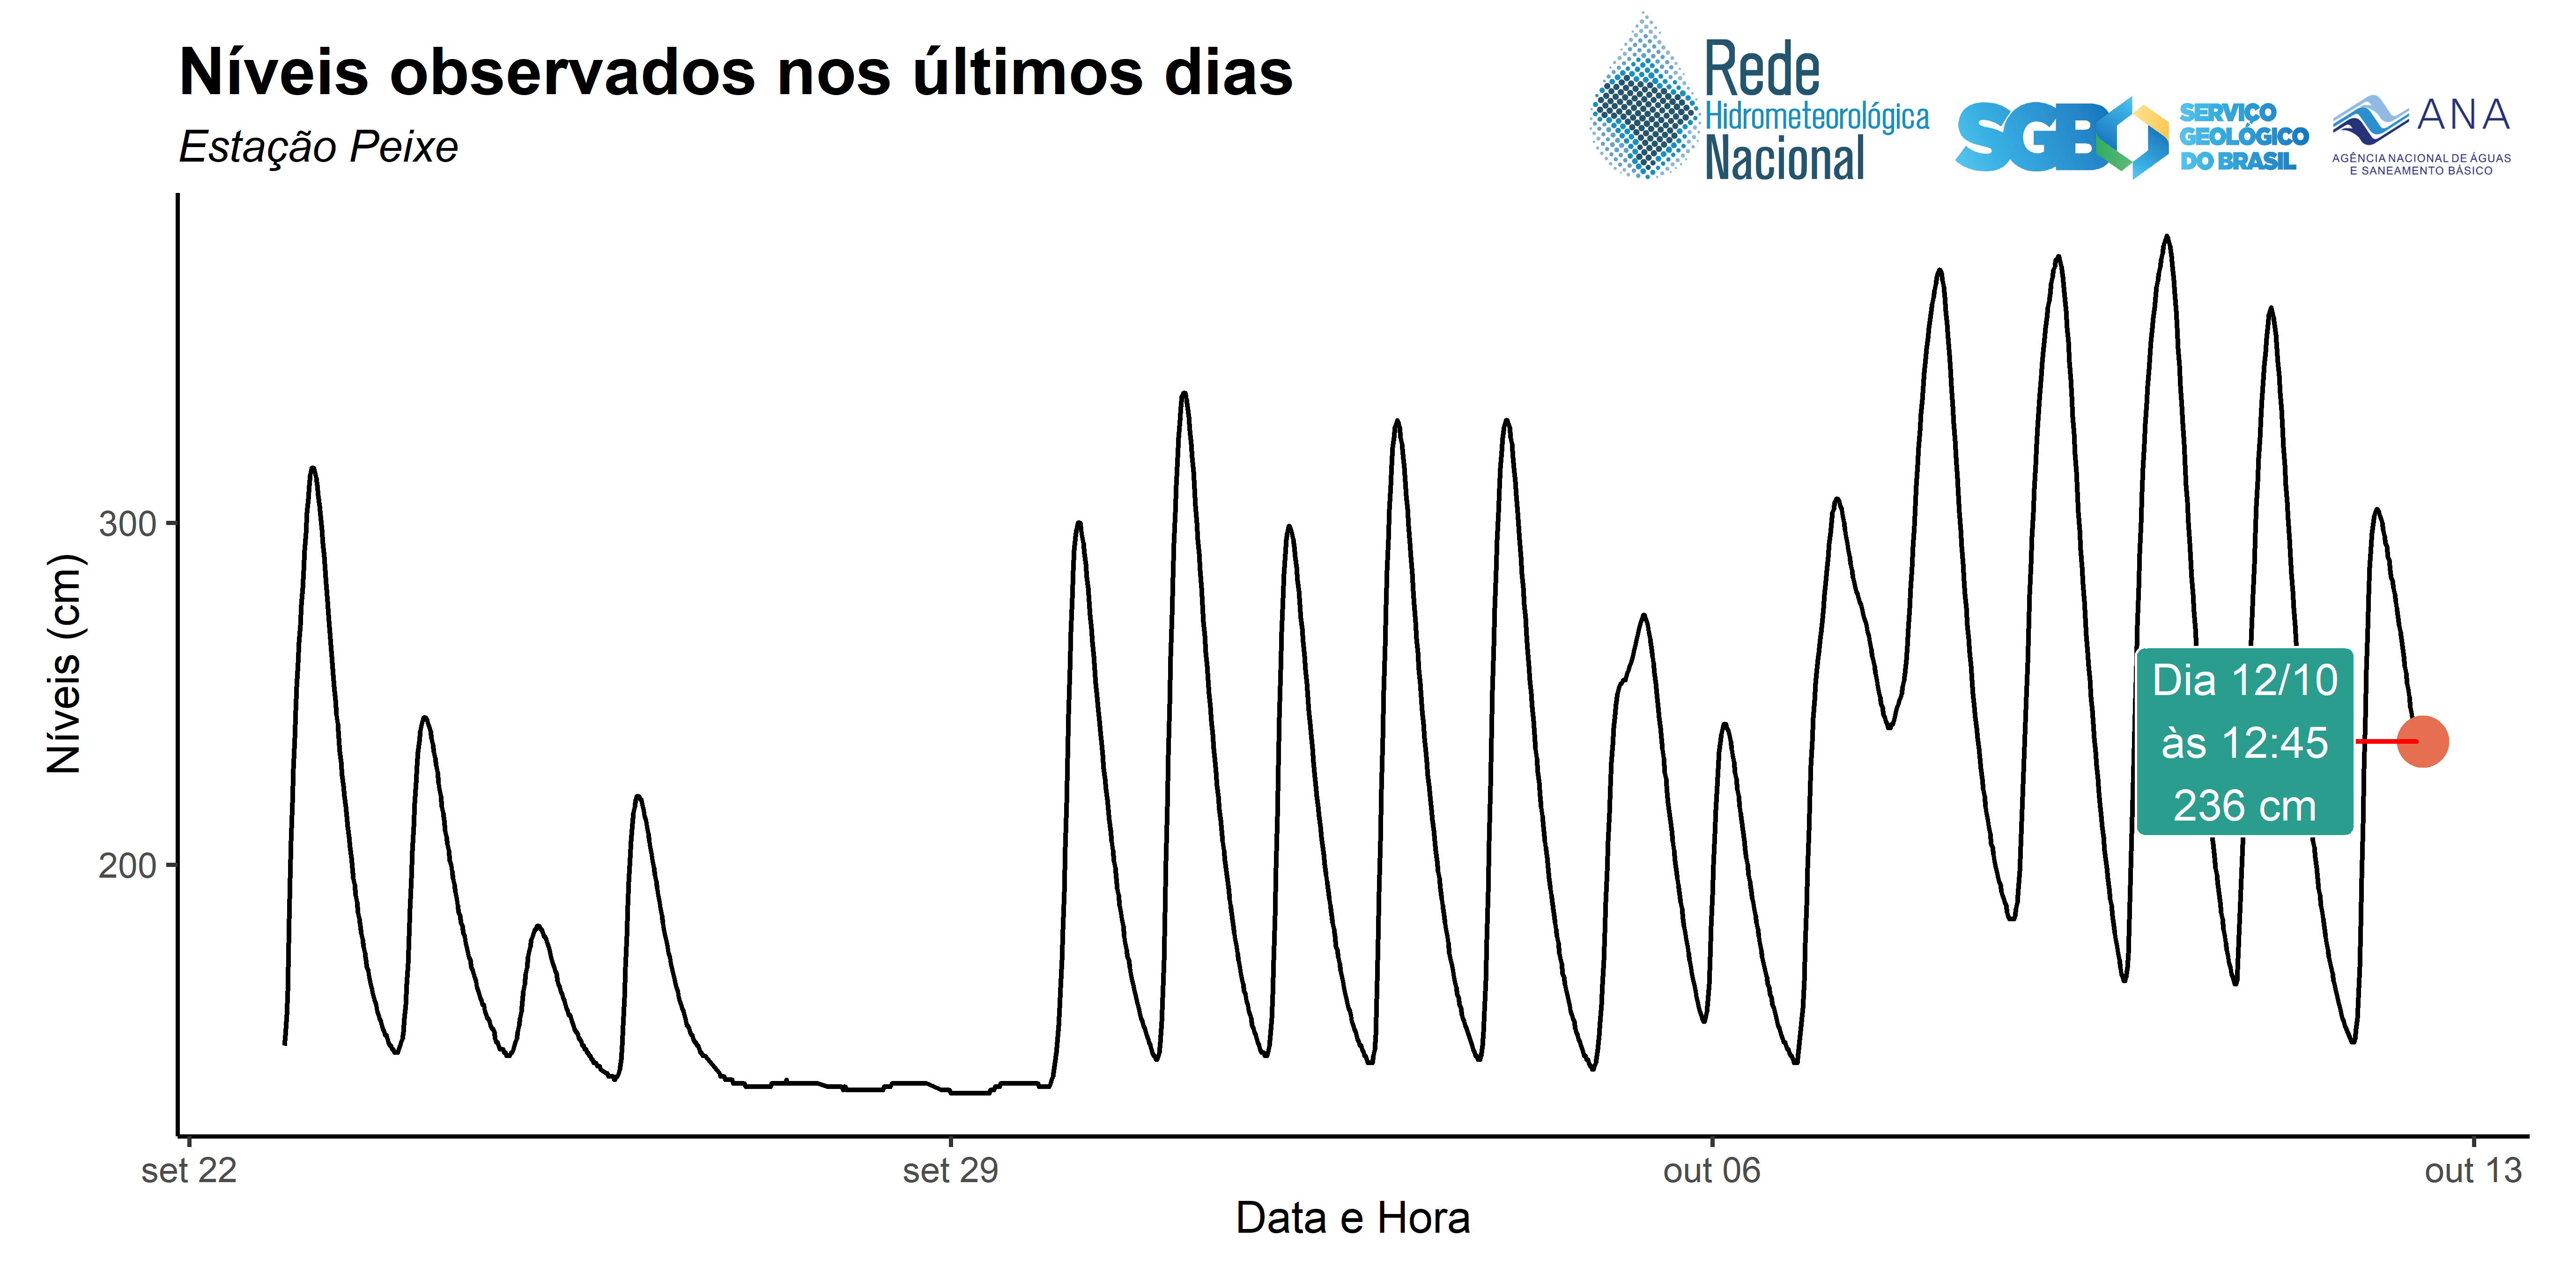 Níveis observados nos últimos dias
Estação Peixe
Rede
Hidrometeorológica
Nacional
SGB
SERVIÇO
GEOLÓGICO
DO BRASIL
ANA
AGÊNCIA NACIONAL DE ÁGUAS
E SANEAMENTO BÁSICO
Níveis (cm)
300
200
Dia 12/10
às 12:45
236 cm
set 22
set 29
out 06
out 13
Data e Hora